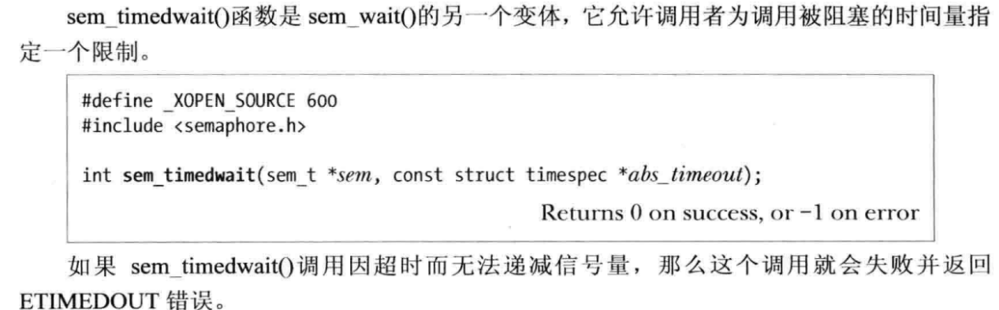 sem_timedwait()函数是 sem_wait()的另一个变体，它允许调用者为调用被阻塞的时间量指
定一个限制。
#define _XOPEN_SOURCE 600
#include <semaphore.h>
int sem_timedwait(sem_t *sem, const struct timespec *abs_timeout);
Returns 0 on success, or −1 on error
如果 sem_timedwait()调用因超时而无法递减信号量，那么这个调用就会失败并返回
ETIMEDOUT 错误。